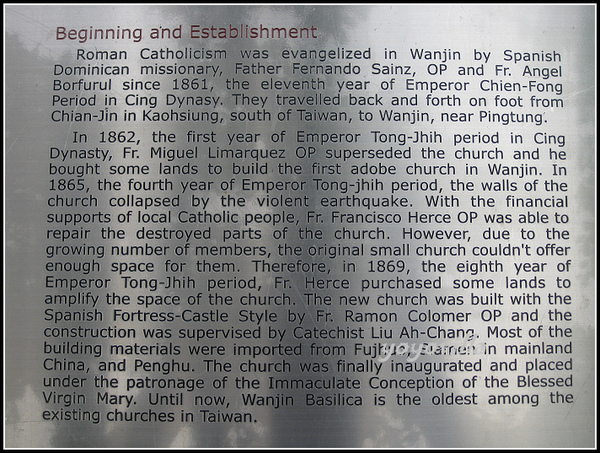 Beginning and Establishment
Roman Catholicism was evangelized in Wanjin by Spanish
Dominican missionary, Father Fernando Sainz, OP and Fr. Angel
Borfurul since 1861, the eleventh year of Emperor Chien-Fong
Period in Cing Dynasy. They travelled back and forth on foot from
Chian-Jin in Kaohsiung, south of Taiwan, to Wanjin, near Pingtung.
In 1862, the first year of Emperor Tong-Jhih period in Cing
Dynasty, Fr. Miguel Limarquez OP superseded the church and he
bought some lands to build the first adobe church in Wanjin. In
1865, the fourth year of Emperor Tong-jhih period, the walls of the
church collapsed by the violent earthquake. With the financial
supports of local Catholic people, Fr. Francisco Herce OP was able to
repair the destroyed parts of the church. However, due to the
growing number of members, the original small church couldn't offer
enough space for them. Therefore, in 1869, the eighth year of
Emperor Tong-Jhih period, Fr. Herce purchased some lands to
amplify the space of the church. The new church was built with the
Spanish Fortress-Castle Style by Fr. Ramon Colomer OP and the
construction was supervised by Catechist Liu Ah-Chang. Most of the
building materials were imported from in mainland
China, and Penghu. The church was finally inaugurated and placed
under the patronage of the Immaculate Conception of the Blessed
Virgin Mary. Until now, Wanjin Basilica is the oldest among the
existing churches in Taiwan.